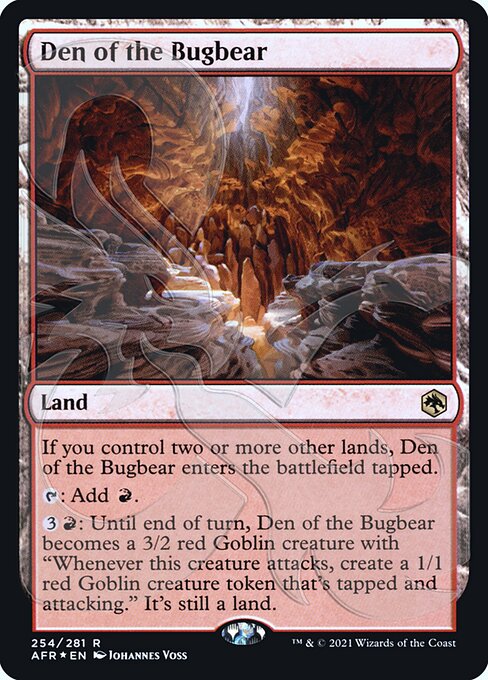 Den of the Bugbear
Land
If you control two or more other lands, Den
of the Bugbear enters the battlefield tapped.
: Add .
3 : Until end of turn, Den of the Bugbear
becomes a 3/2 red Goblin creature with
“Whenever this creature attacks, create a 1/1
red Goblin creature token that's tapped and
attacking.” It's still a land.
254/281 R
AFR ★ EN Johannes Voss
™ & © 2021 Wizards of the Coast